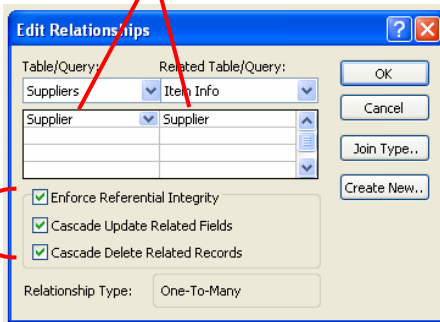 Edit Relationships
Table/Query: Related Table/Query:
Suppliers Item Info
Supplier Supplier
OK
Cancel
Join Type..
Create New..
Enforce Referential Integrity
Cascade Update Related Fields
Cascade Delete Related Records
Relationship Type: One-To-Many